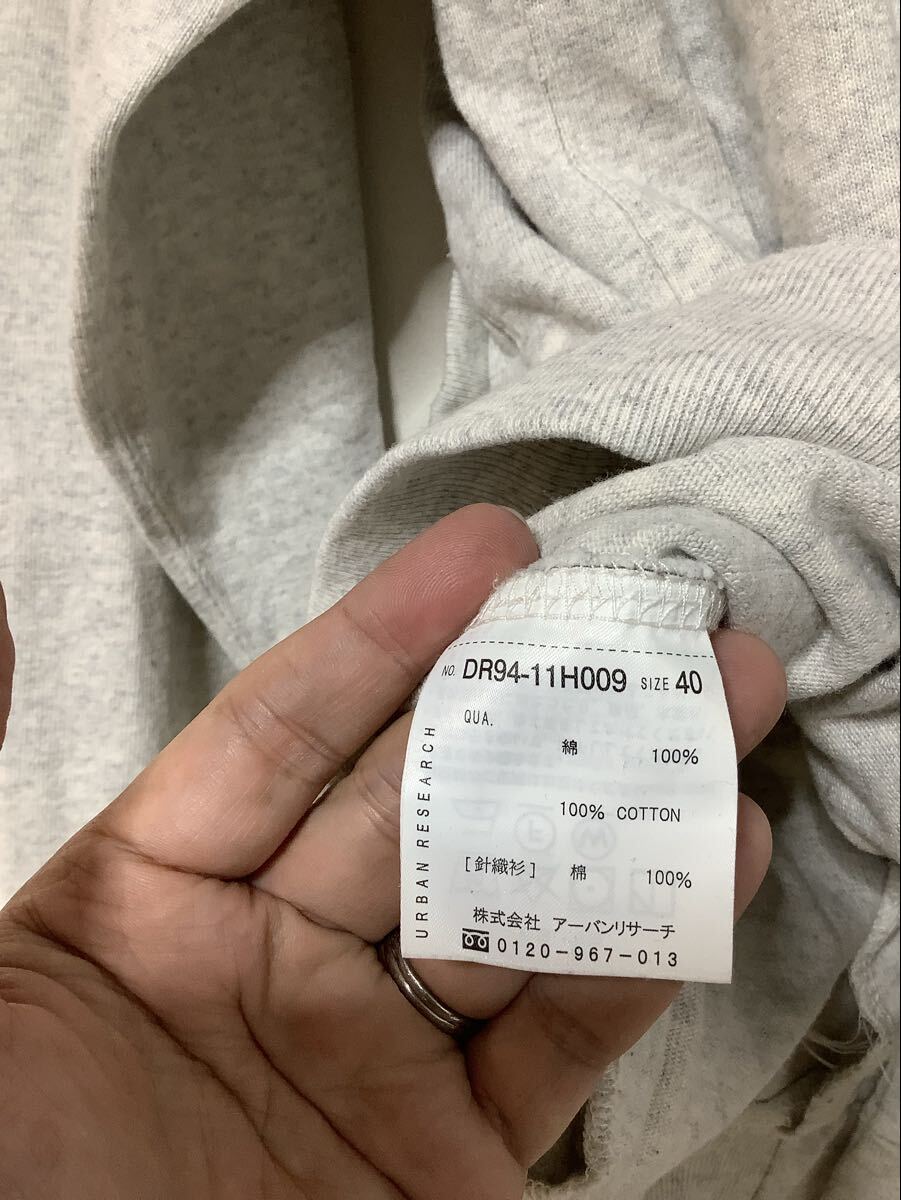 NO. DR94-11H009 SIZE 40
QUA.
綿 100%
100% COTTON
[針織衫] 棉 100%
株式会社 アーバンリサーチ
0120-967-013
URBAN RESEARCH